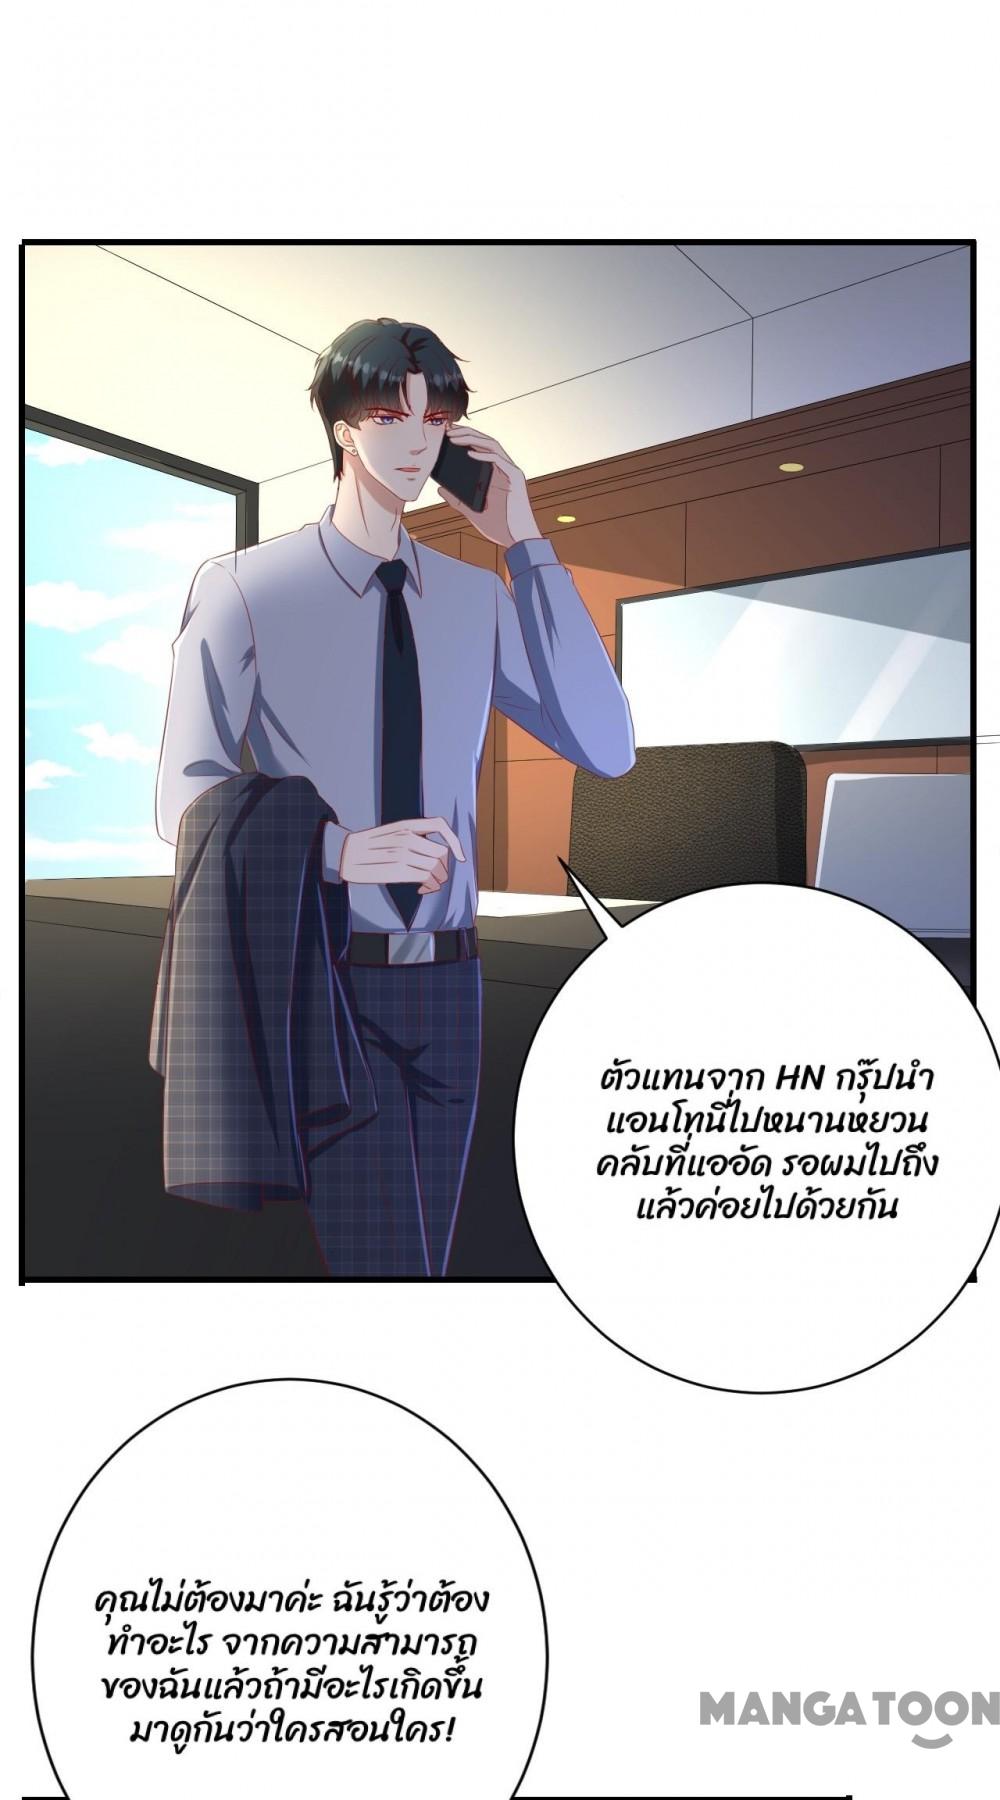 ตัวแทนจาก HN กรุ๊ปนำ
แอนโทนี่ไปหนานหยวน
คลับที่แออัด รอผมไปถึง
แล้วค่อยไปด้วยกัน
คุณไม่ต้องมาค่ะ ฉันรู้ว่าต้อง
ทำอะไร จากความสามารถ
ของฉันแล้วถ้ามีอะไรเกิดขึ้น
มาดูกันว่าใครสอนใคร!
MANGATOON